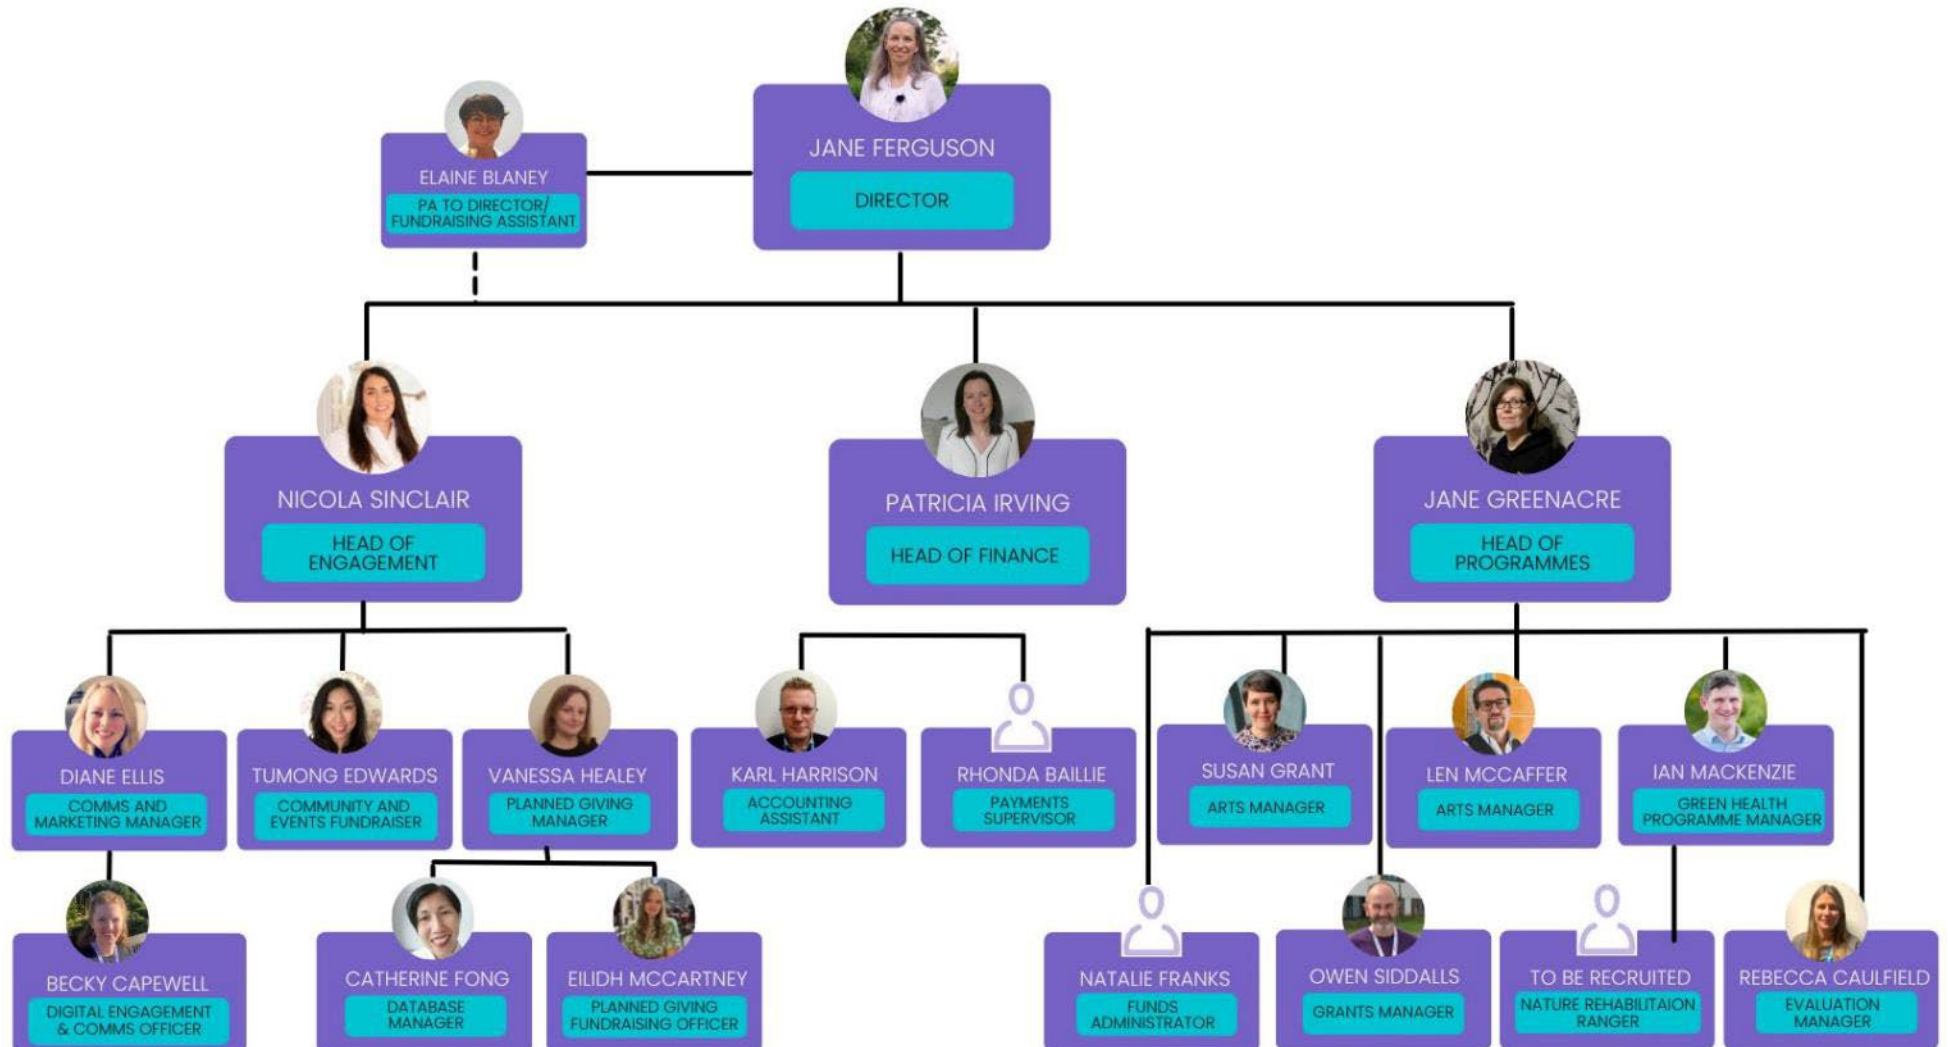 JANE FERGUSON
DIRECTOR
ELAINE BLANEY
PA TO DIRECTOR/
FUNDRAISING ASSISTANT
NICOLA SINCLAIR
HEAD OF
ENGAGEMENT
PATRICIA IRVING
HEAD OF FINANCE
JANE GREENACRE
HEAD OF
PROGRAMMES
DIANE ELLIS
COMMS AND
MARKETING MANAGER
TUMONG EDWARDS
COMMUNITY AND
EVENTS FUNDRAISER
VANESSA HEALEY
PLANNED GIVING
MANAGER
KARL HARRISON
ACCOUNTING
ASSISTANT
RHONDA BAILLIE
PAYMENTS
SUPERVISOR
SUSAN GRANT
ARTS MANAGER
LEN MCCAFFER
ARTS MANAGER
IAN MACKENZIE
GREEN HEALTH
PROGRAMME MANAGER
BECKY CAPEWELL
DIGITAL ENGAGEMENT
& COMMS OFFICER
CATHERINE FONG
DATABASE
MANAGER
EILIDH MCCARTNEY
PLANNED GIVING
FUNDRAISING OFFICER
NATALIE FRANKS
FUNDS
ADMINISTRATOR
OWEN SIDDALLS
GRANTS MANAGER
TO BE RECRUITED
NATURE REHABILITAION
RANGER
REBECCA CAULFIELD
EVALUATION
MANAGER